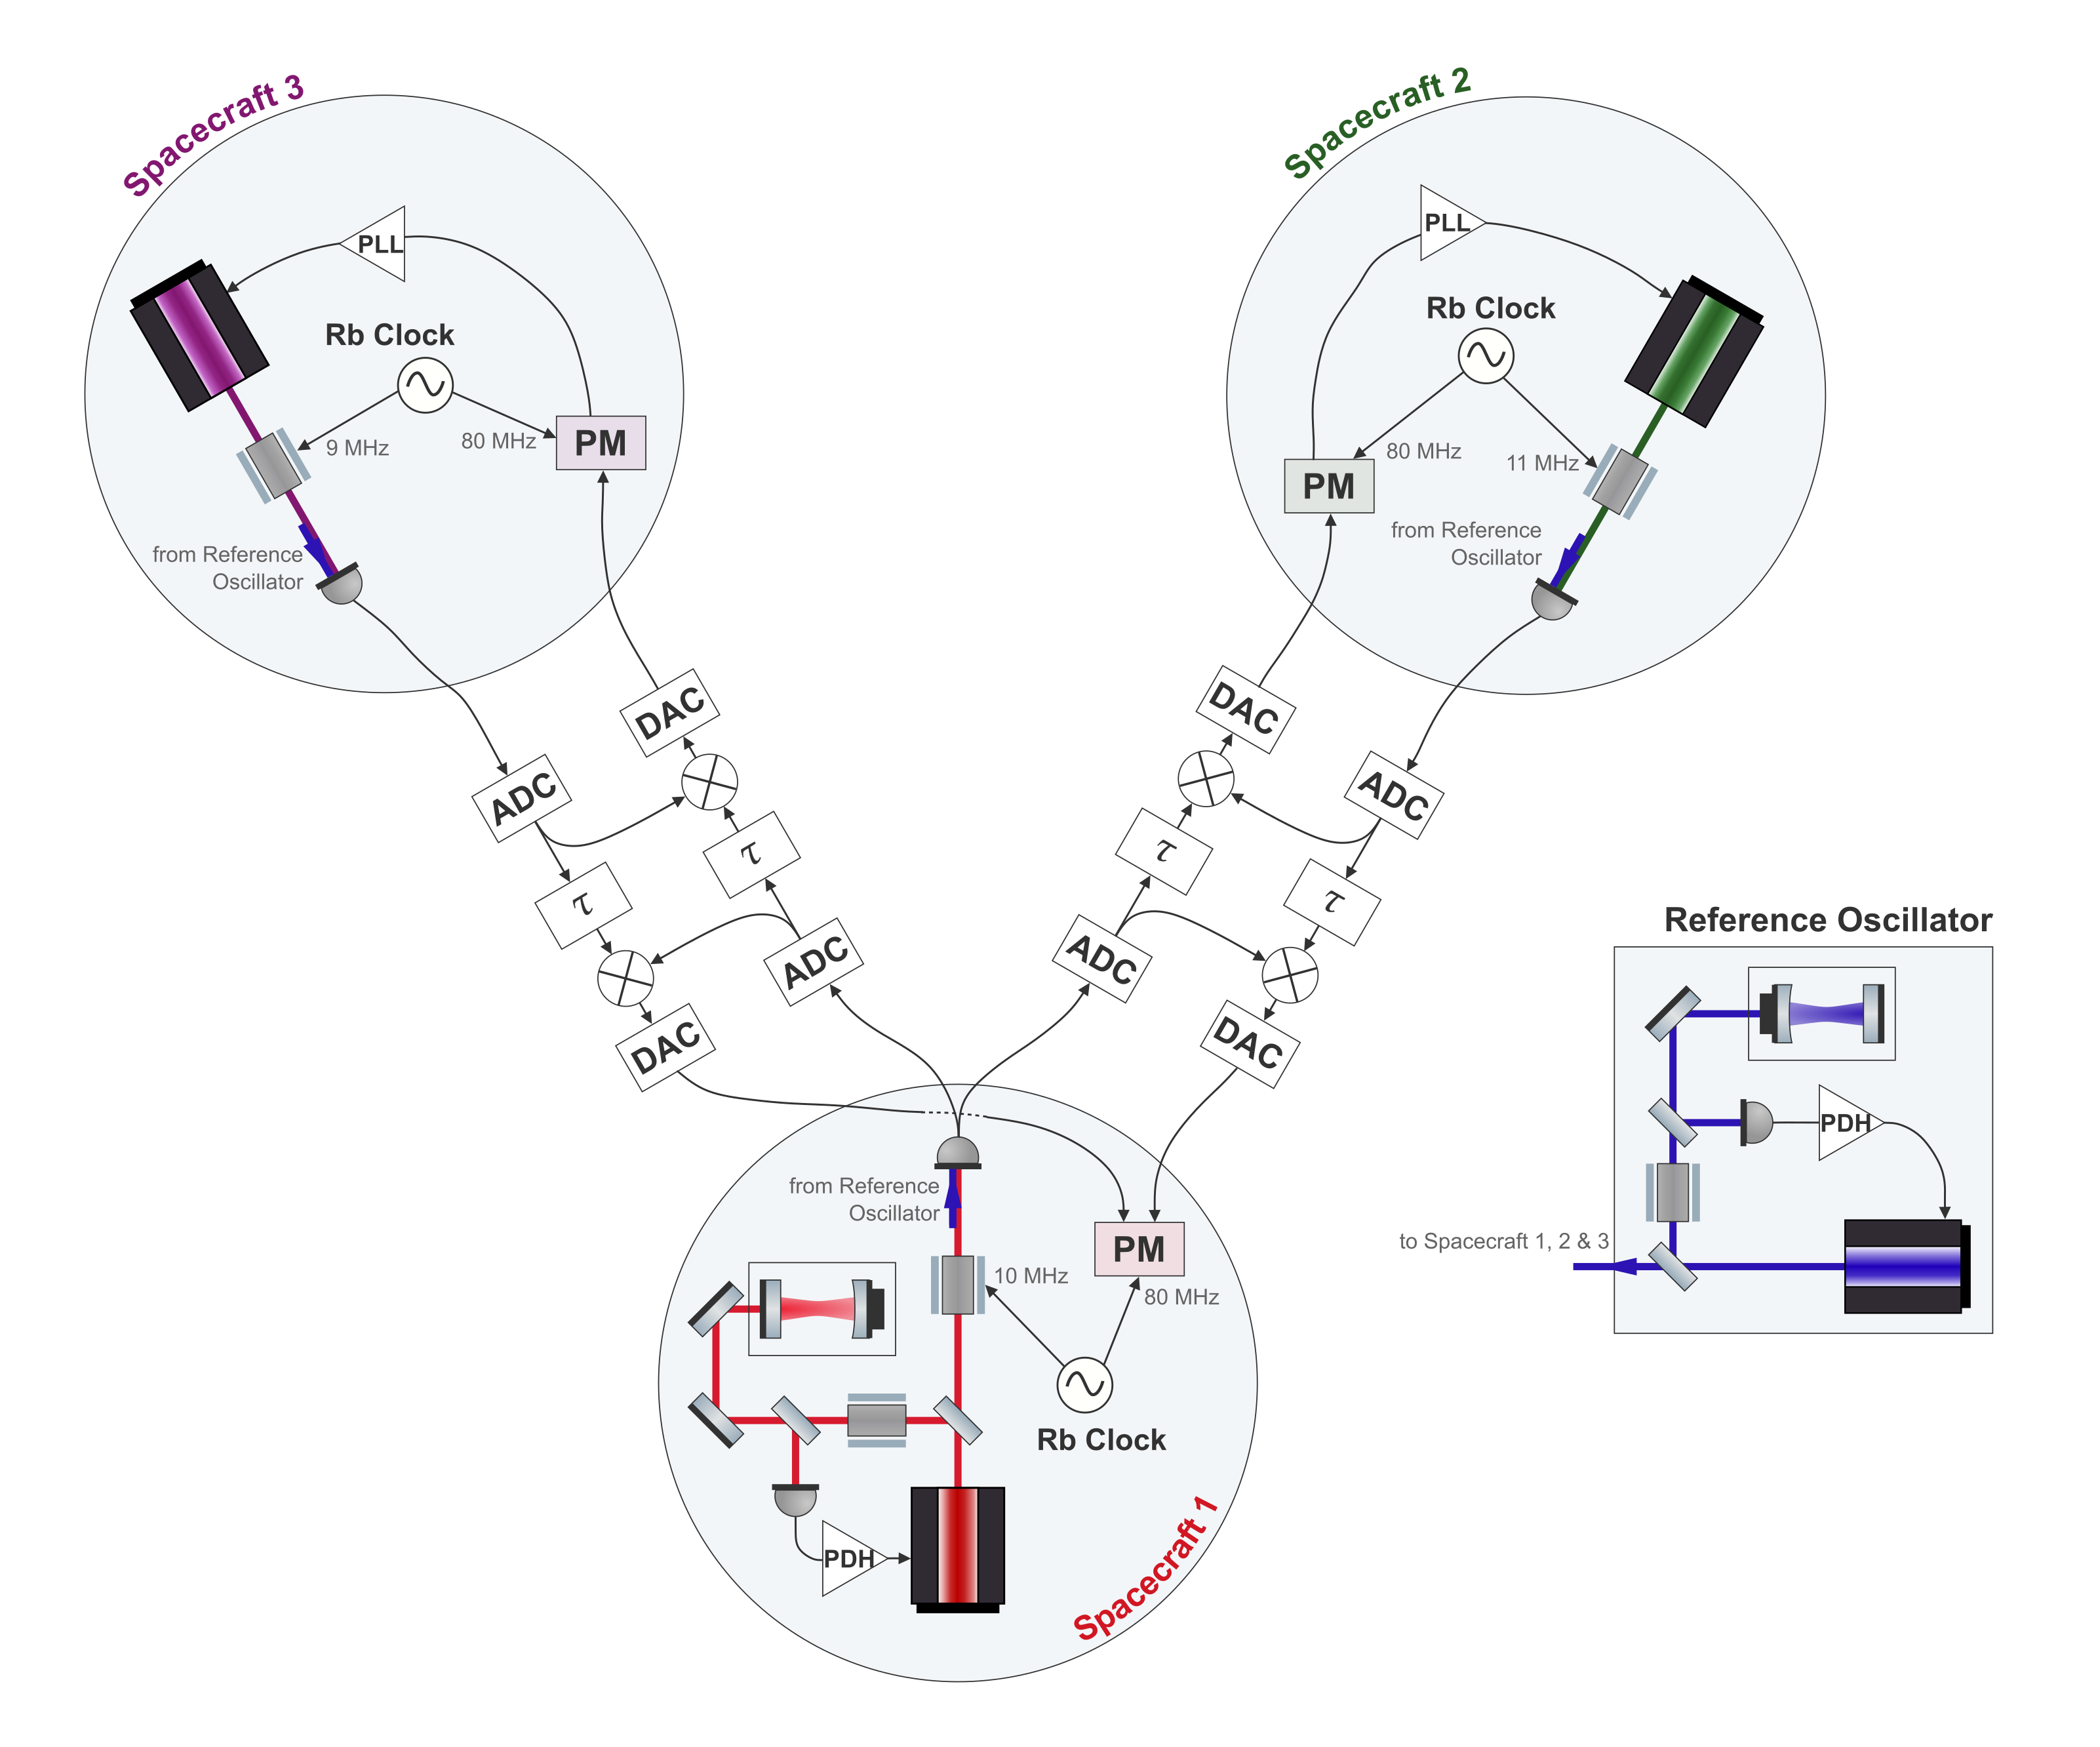 Spacecraft 3
PLL
Rb Clock
9 MHz
80 MHz
PM
from Reference
Oscillator
Spacecraft 2
PLL
Rb Clock
80 MHz
11 MHz
PM
from Reference
Oscillator
DAC
ADC
τ
τ
ADC
DAC
DAC
ADC
τ
τ
ADC
DAC
Reference Oscillator
PDH
to Spacecraft 1, 2 & 3
from Reference
Oscillator
PM
10 MHz
80 MHz
Rb Clock
PDH
Spacecraft 1